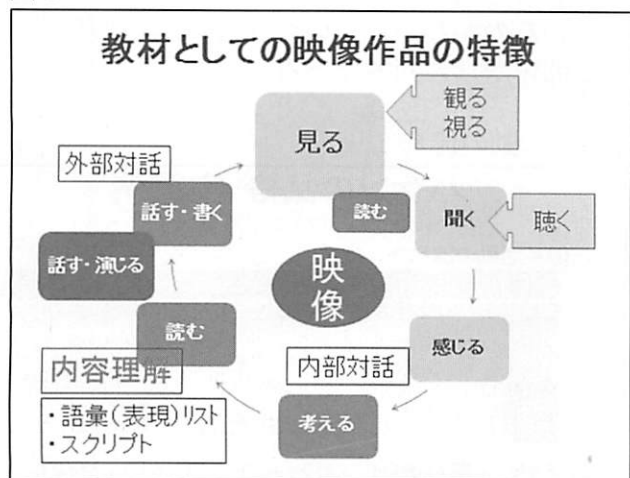 教材としての映像作品の特徴
見る
観る
視る
外部対話
話す・書く
読む
聞く
聴く
話す・演じる
映像
読む
感じる
内部対話
内容理解
・語彙(表現)リスト
・スクリプト
考える